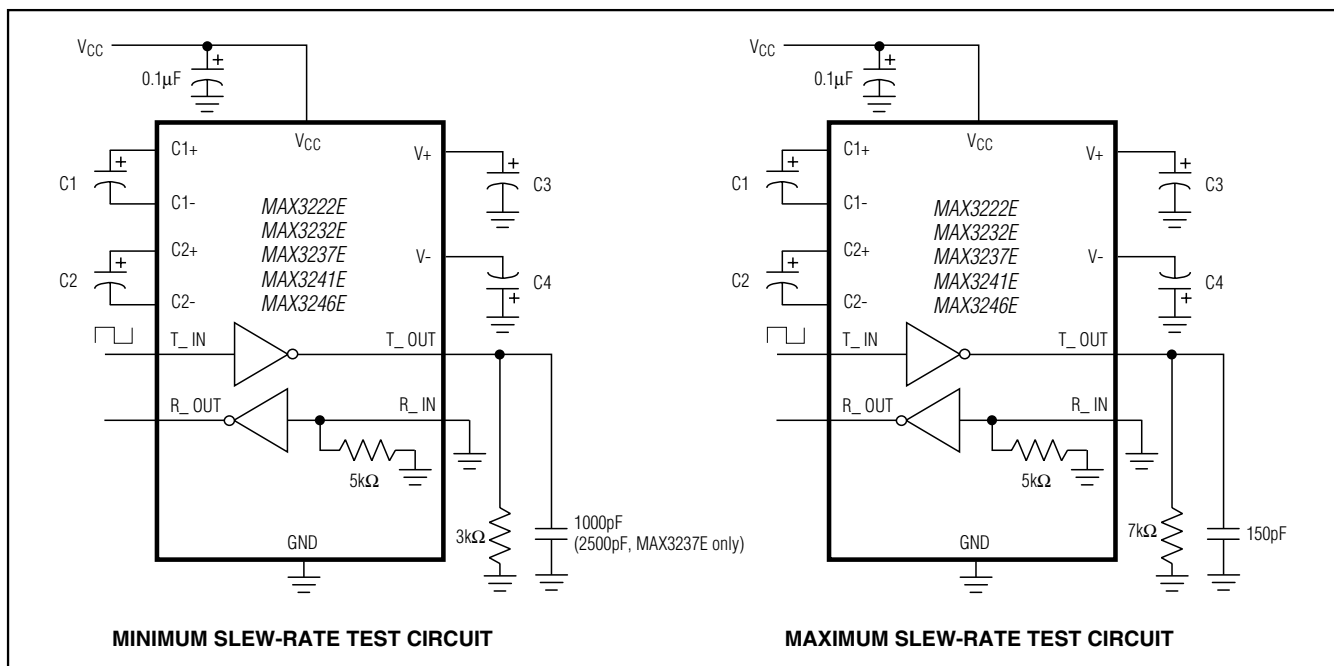 VCC
0.1µF
+
VCC
C1+
V+
C1
+
+
C3
C1-
MAX3222E
MAX3232E
MAX3237E
MAX3241E
MAX3246E
C2+
V-
C2
+
C4
+
C2-
T_ IN
T_ OUT
R_ OUT
R_ IN
5kΩ
3kΩ
1000pF
(2500pF, MAX3237E only)
GND
MINIMUM SLEW-RATE TEST CIRCUIT
VCC
0.1µF
+
VCC
C1+
V+
C1
+
+
C3
C1-
MAX3222E
MAX3232E
MAX3237E
MAX3241E
MAX3246E
C2+
V-
C2
+
C4
+
C2-
T_ IN
T_ OUT
R_ OUT
R_ IN
5kΩ
7kΩ
150pF
GND
MAXIMUM SLEW-RATE TEST CIRCUIT